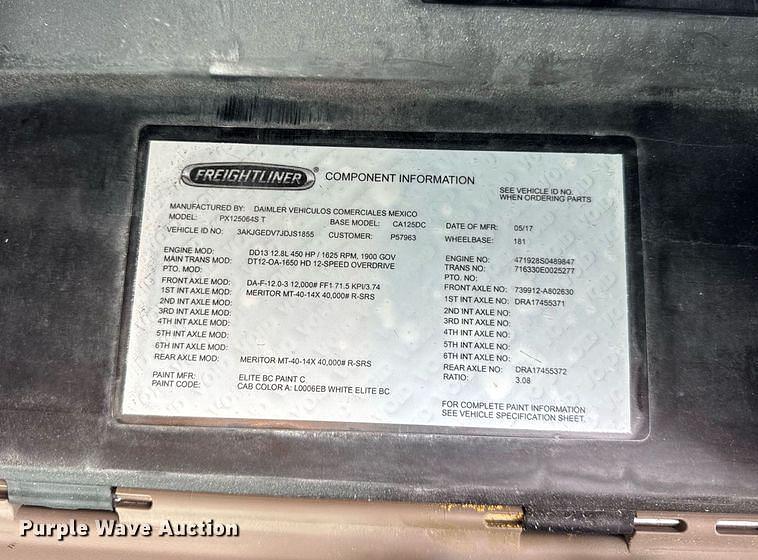 FREIGHTLINER® COMPONENT INFORMATION
SEE VEHICLE ID NO.
WHEN ORDERING PARTS
MANUFACTURED BY: DAIMLER VEHICULOS COMERCIALES MEXICO
MODEL: PX125064S T BASE MODEL: CA125DC DATE OF MFR: 05/17
VEHICLE ID NO: 3AKJGEDV7JDJS1855 CUSTOMER: P57963 WHEELBASE: 181
ENGINE MOD: DD13 12.8L 450 HP / 1625 RPM, 1900 GOV ENGINE NO: 471928S0489847
MAIN TRANS MOD: DT12-OA-1650 HD 12-SPEED OVERDRIVE TRANS NO: 716330E0025277
PTO. MOD: PTO. NO:
FRONT AXLE MOD: DA-F-12.0-3 12,000# FF1 71.5 KPI/3.74 FRONT AXLE NO: 739912-A802630
1ST INT AXLE MOD: MERITOR MT-40-14X 40,000# R-SRS 1ST INT AXLE NO: DRA17455371
2ND INT AXLE MOD: 2ND INT AXLE NO:
3RD INT AXLE MOD: 3RD INT AXLE NO:
4TH INT AXLE MOD: 4TH INT AXLE NO:
5TH INT AXLE MOD: 5TH INT AXLE NO:
6TH INT AXLE MOD: 6TH INT AXLE NO:
REAR AXLE MOD: MERITOR MT-40-14X 40,000# R-SRS REAR AXLE NO: DRA17455372
RATIO: 3.08
PAINT MFR: ELITE BC PAINT C
PAINT CODE: CAB COLOR A: L0006EB WHITE ELITE BC
FOR COMPLETE PAINT INFORMATION
SEE VEHICLE SPECIFICATION SHEET.
Purple Wave Auction